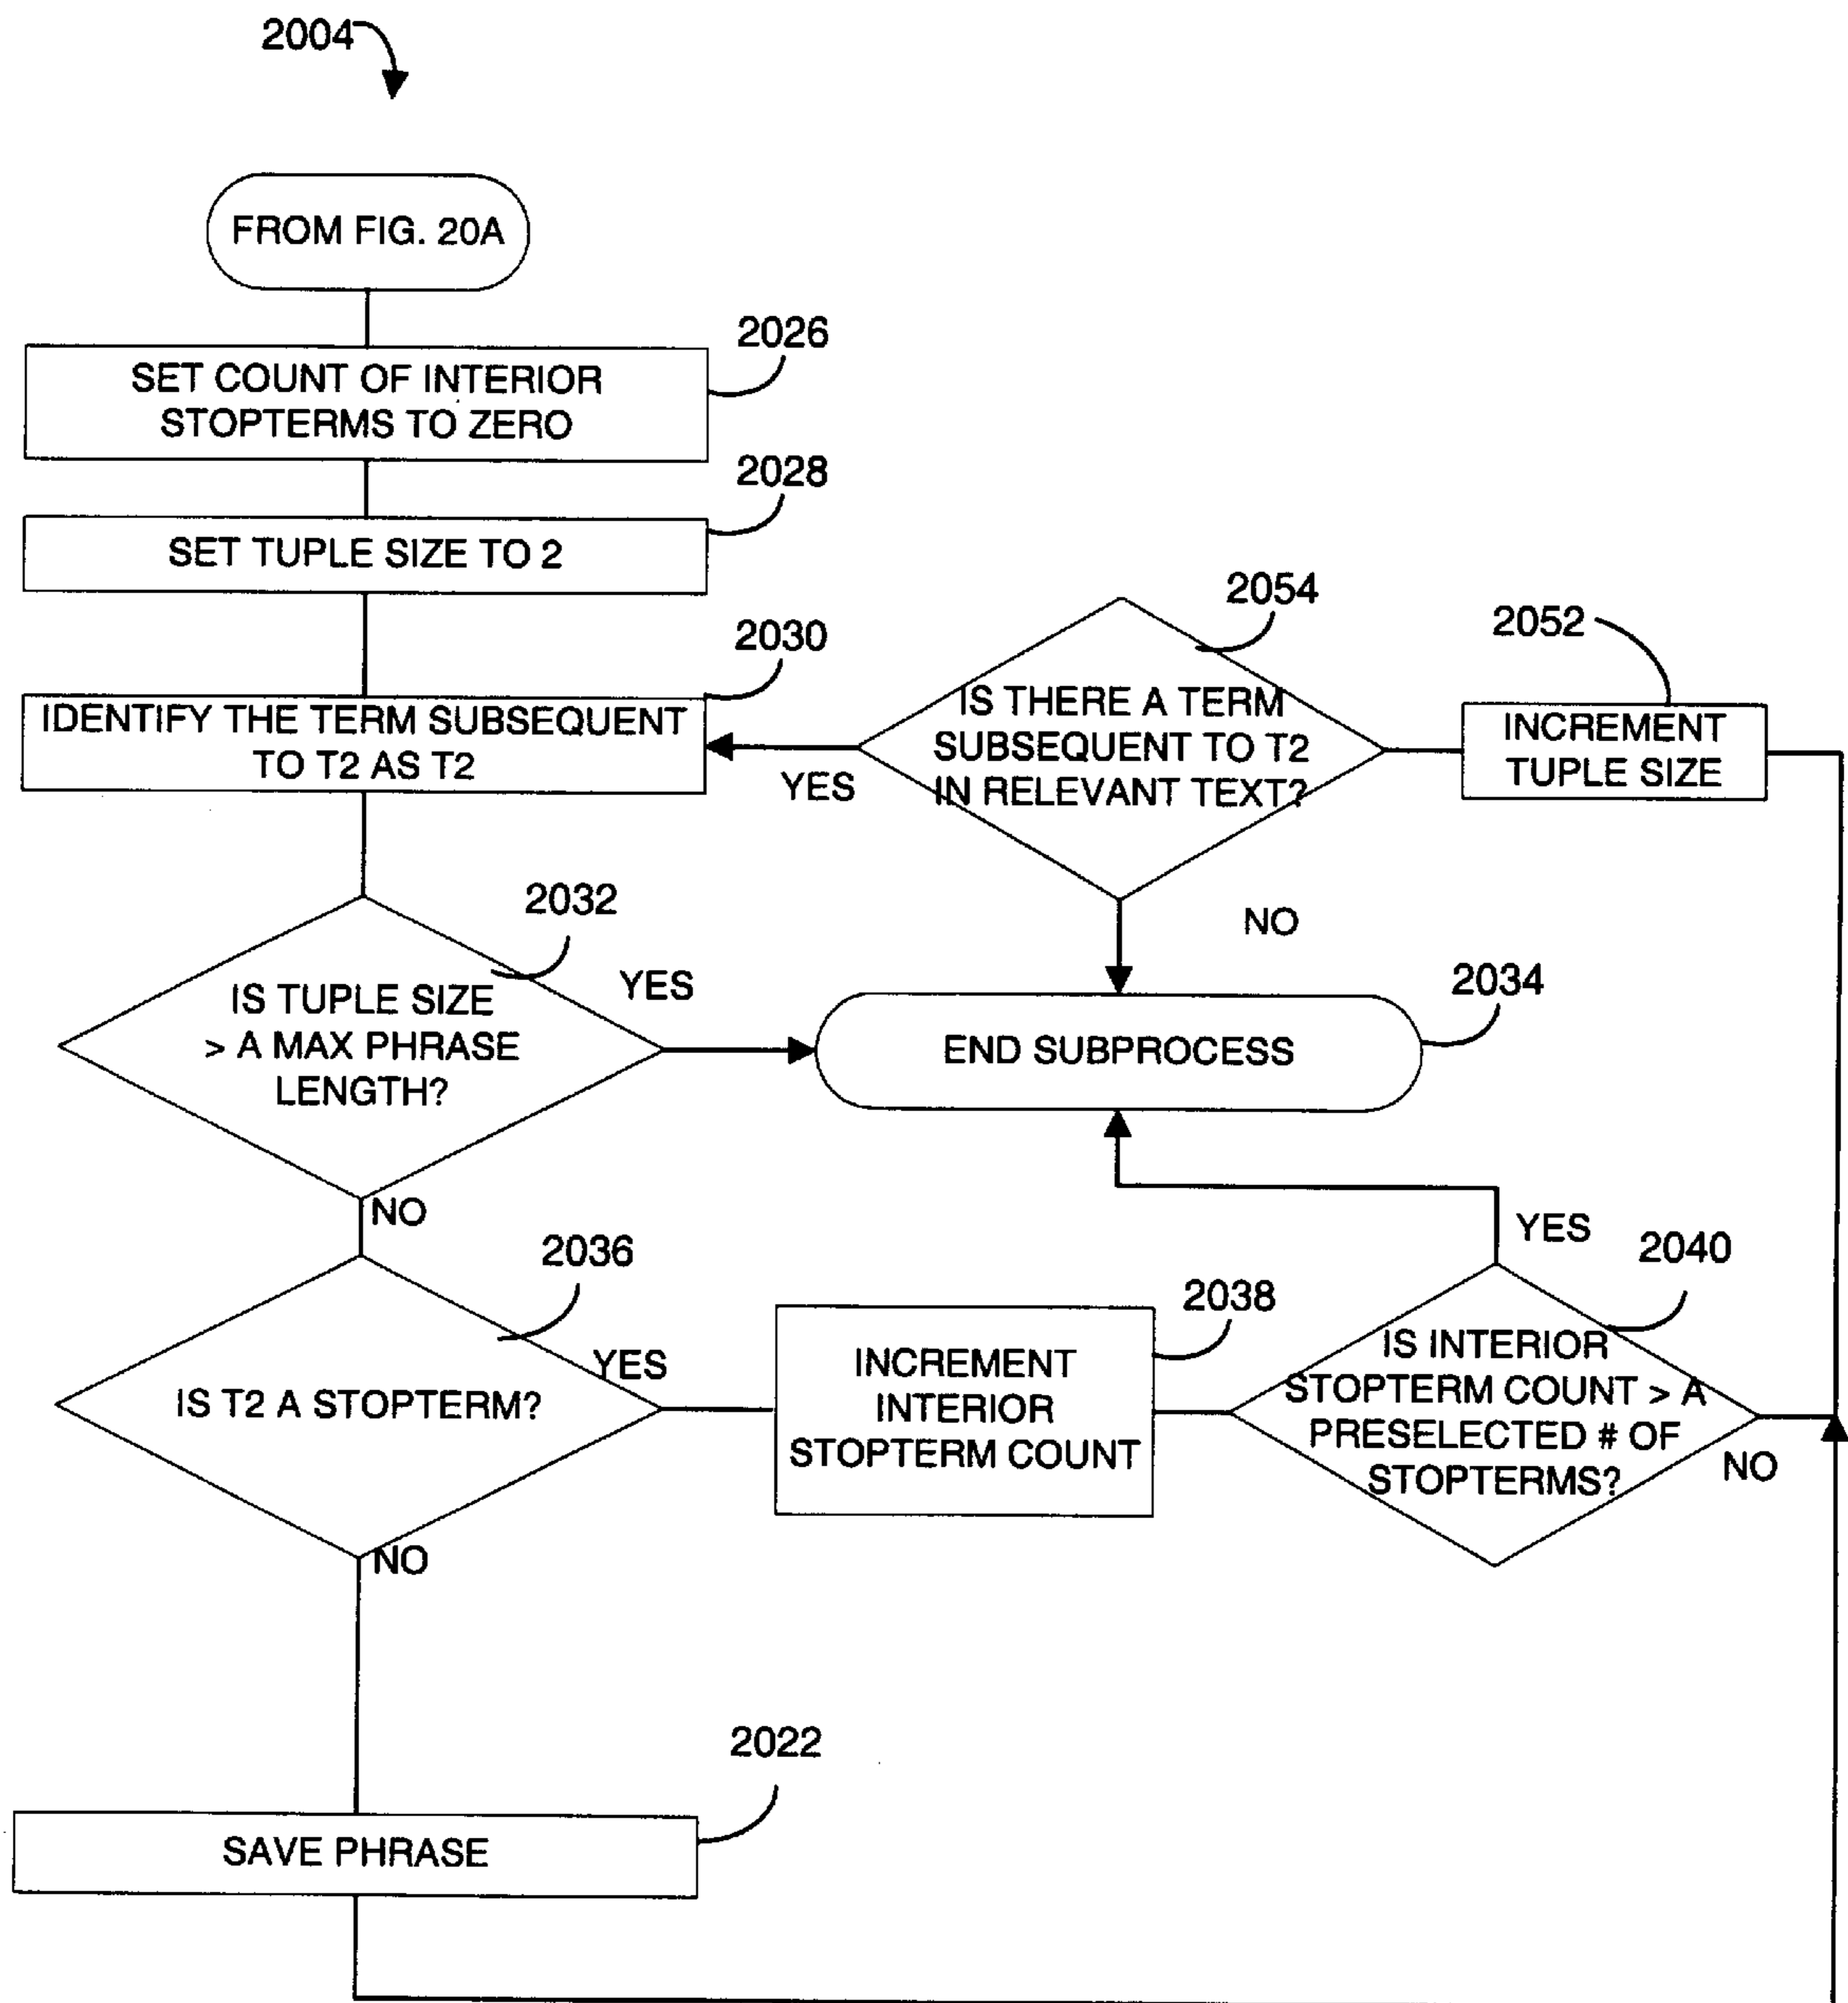 2004
FROM FIG. 20A
2026
SET COUNT OF INTERIOR
STOPTERMS TO ZERO
2028
SET TUPLE SIZE TO 2
2030
IDENTIFY THE TERM SUBSEQUENT
TO T2 AS T2
2054
IS THERE A TERM
SUBSEQUENT TO T2
IN RELEVANT TEXT?
YES
NO
2052
INCREMENT
TUPLE SIZE
2032
IS TUPLE SIZE
> A MAX PHRASE
LENGTH?
YES
NO
2034
END SUBPROCESS
2036
IS T2 A STOPTERM?
YES
NO
2038
INCREMENT
INTERIOR
STOPTERM COUNT
2040
IS INTERIOR
STOPTERM COUNT > A
PRESELECTED # OF
STOPTERMS?
YES
NO
2022
SAVE PHRASE